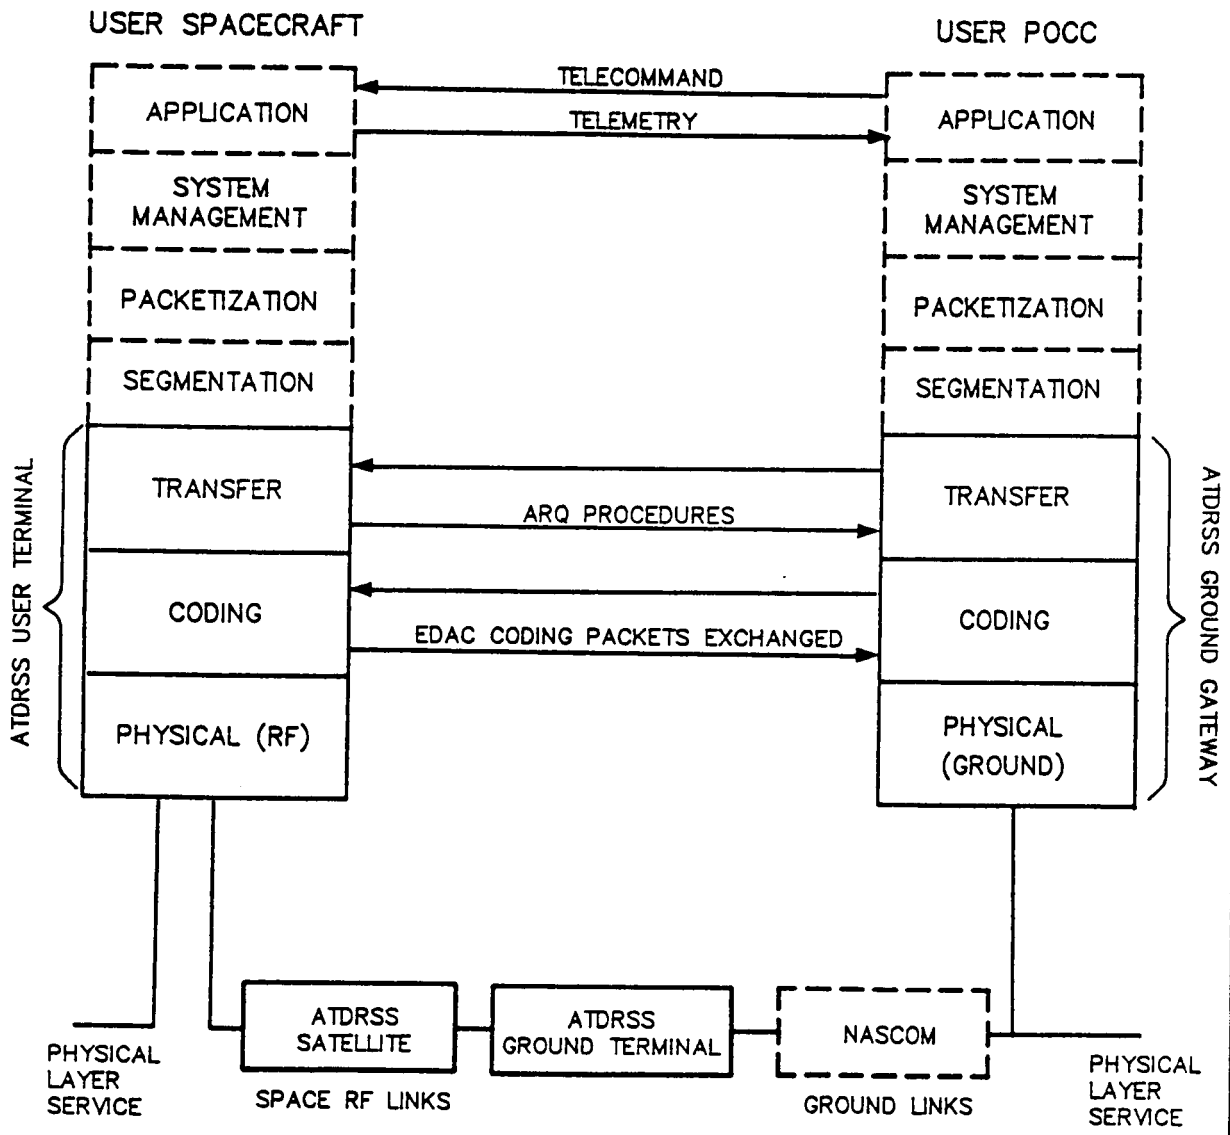 USER SPACECRAFT
USER POCC
TELECOMMAND
APPLICATION
TELEMETRY
APPLICATION
SYSTEM
MANAGEMENT
SYSTEM
MANAGEMENT
PACKETIZATION
PACKETIZATION
SEGMENTATION
SEGMENTATION
ATDRSS USER TERMINAL
TRANSFER
ARQ PROCEDURES
TRANSFER
ATDRSS GROUND GATEWAY
CODING
EDAC CODING PACKETS EXCHANGED
CODING
PHYSICAL (RF)
PHYSICAL
(GROUND)
ATDRSS
SATELLITE
ATDRSS
GROUND TERMINAL
NASCOM
PHYSICAL
LAYER
SERVICE
SPACE RF LINKS
GROUND LINKS
PHYSICAL
LAYER
SERVICE